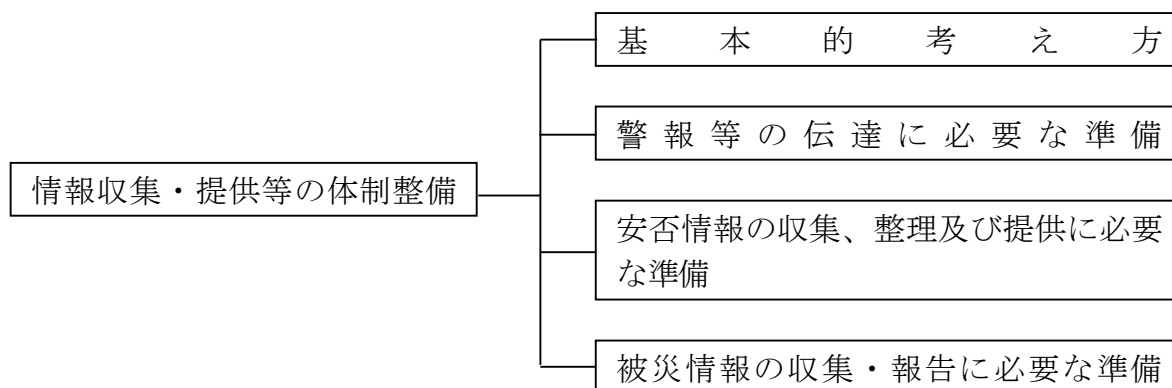 基本的考え方
警報等の伝達に必要な準備
情報収集・提供等の体制整備
安否情報の収集、整理及び提供に必要
な準備
被災情報の収集・報告に必要な準備